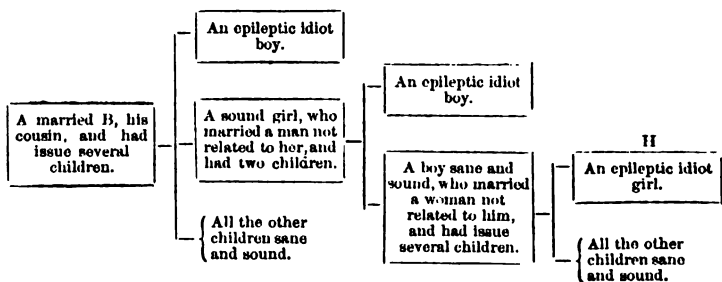 An epileptic idiot
boy.
A married B, his
cousin, and had
issue several
children.
A sound girl, who
married a man not
related to her, and
had two children.
All the other
children sane
and sound.
An epileptic idiot
boy.
A boy sane and
sound, who married
a woman not
related to him,
and had issue
several children.
H
An epileptic idiot
girl.
All the other
children sane
and sound.